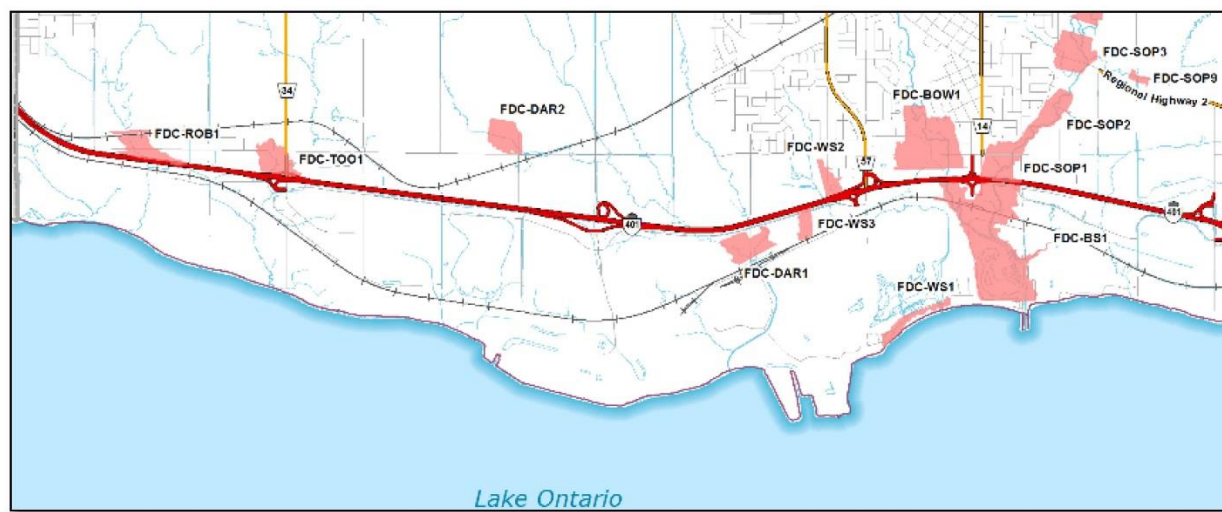 FDC-SOP3
FDC-SOP9
34
FDC-DAR2
FDC-BOW1
Regional Highway 2
FDC-ROB1
FDC-SOP2
14
FDC-TOO1
FDC-WS2
57
FDC-SOP1
401
401
FDC-WS3
FDC-BS1
FDC-DAR1
FDC-WS1
Lake Ontario